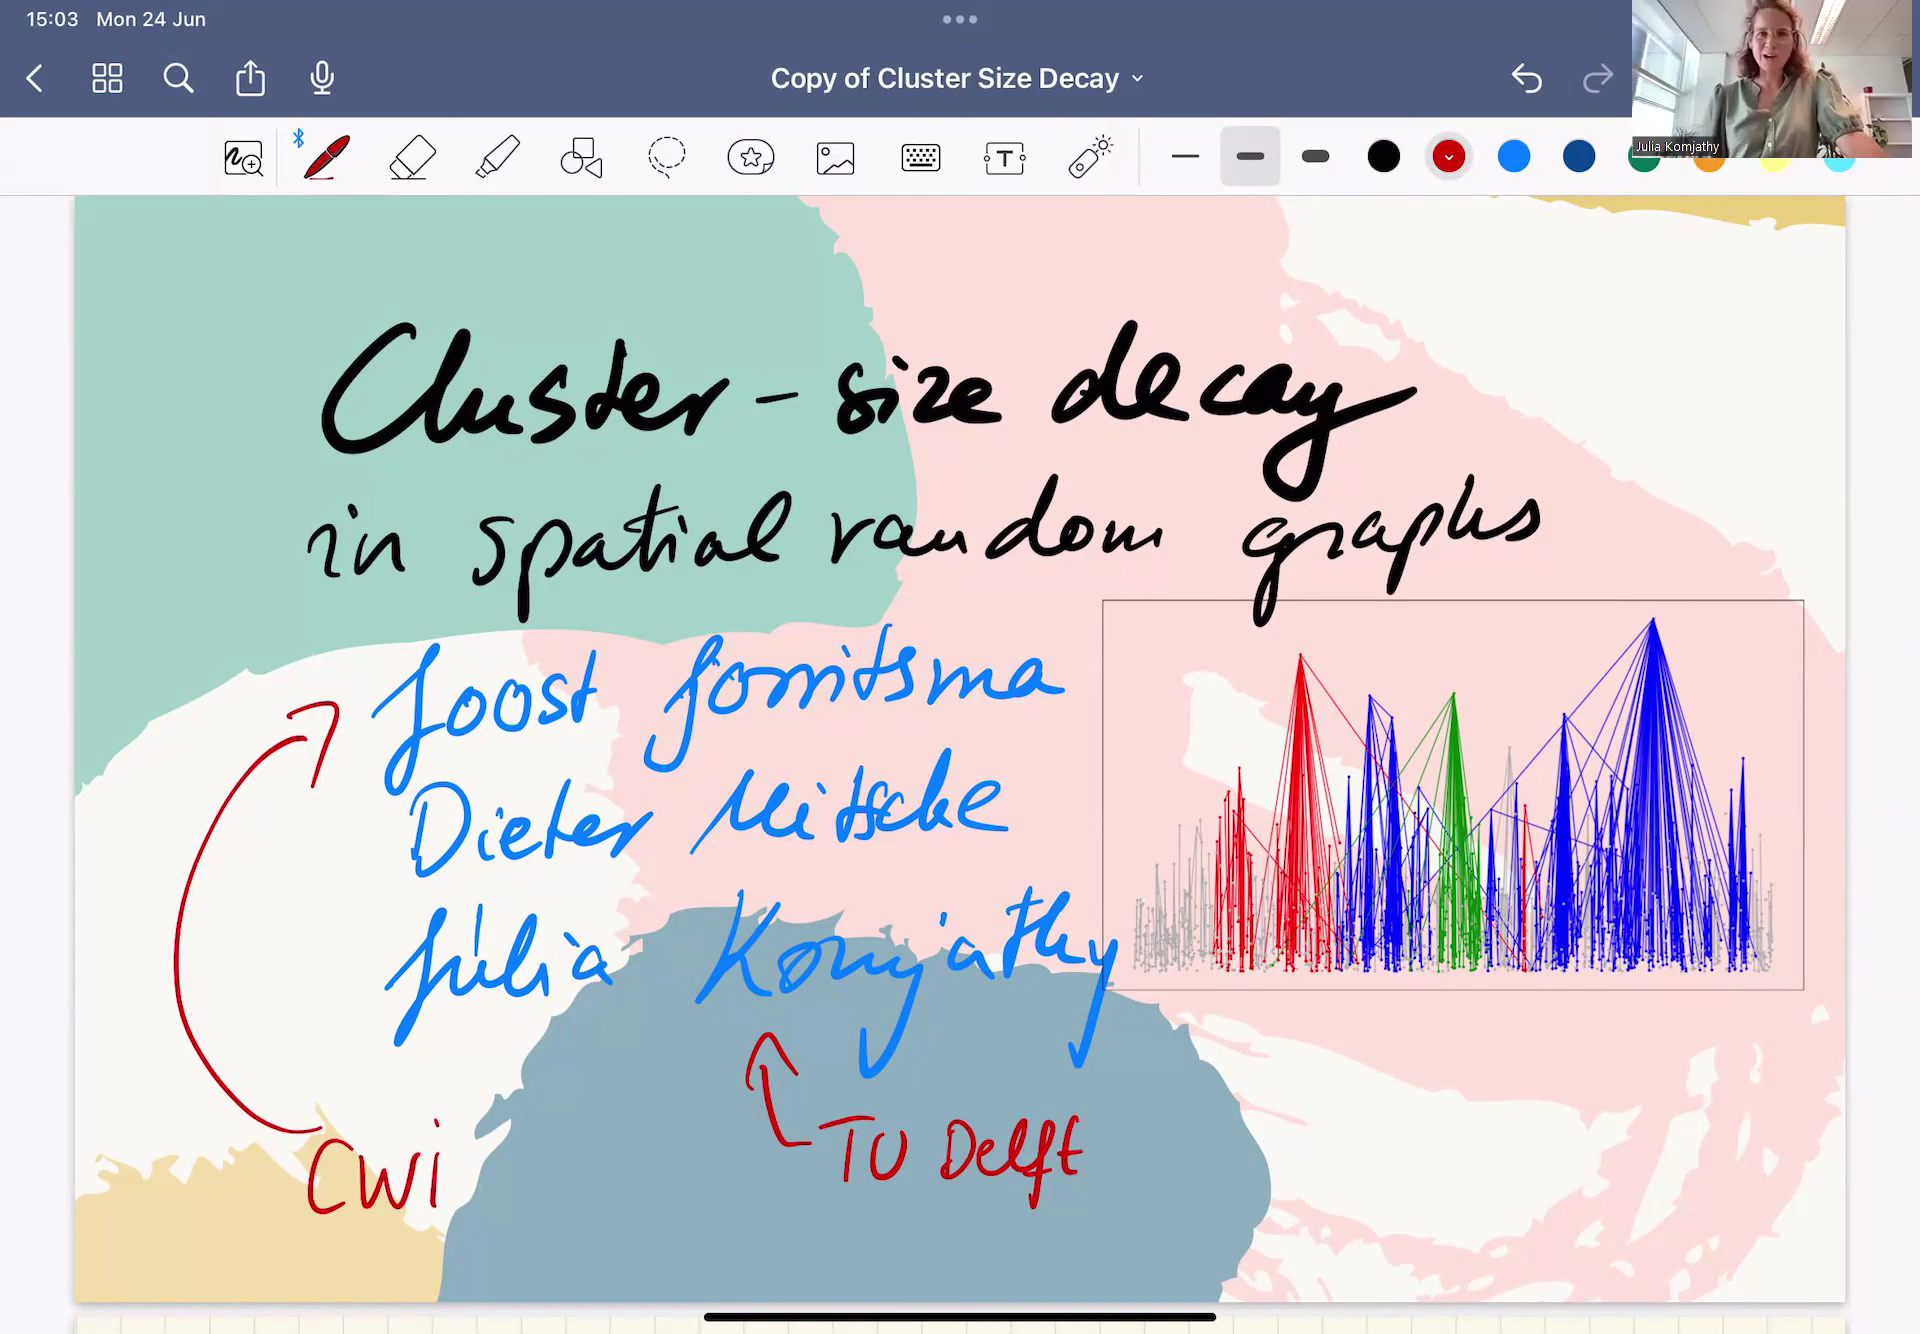 15:03 Mon 24 Jun
Copy of Cluster Size Decay
Julia Komjathy
T
Cluster-size decay
in spatial random graphs
Joost Jorritsma
Dieter Mitsche
Júlia Komjáthy
TU Delft
CWI